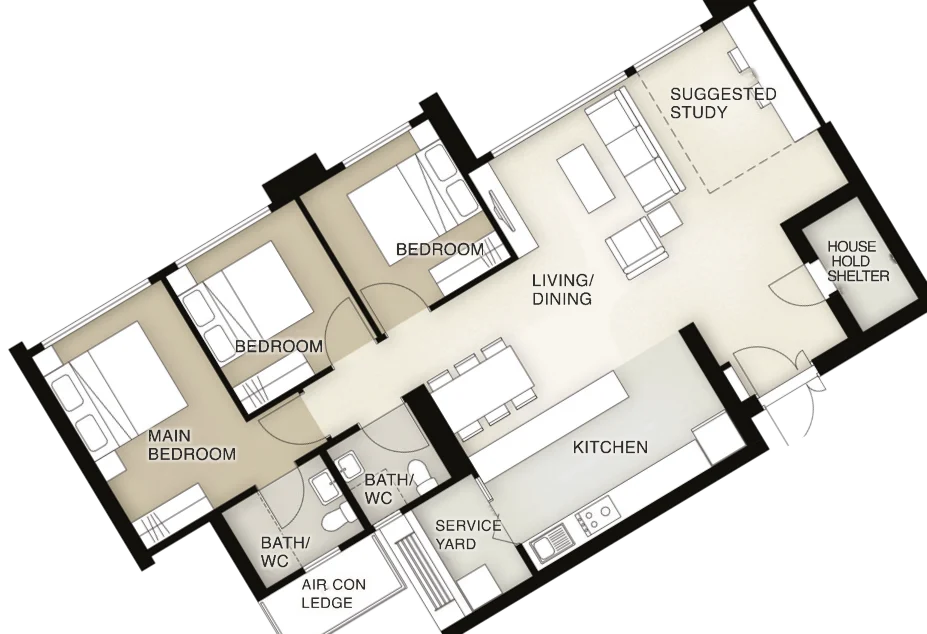 SUGGESTED
STUDY
HOUSE
HOLD
SHELTER
BEDROOM
LIVING/
DINING
BEDROOM
MAIN
BEDROOM
KITCHEN
BATH/
WC
SERVICE
YARD
BATH/
WC
AIR CON
LEDGE